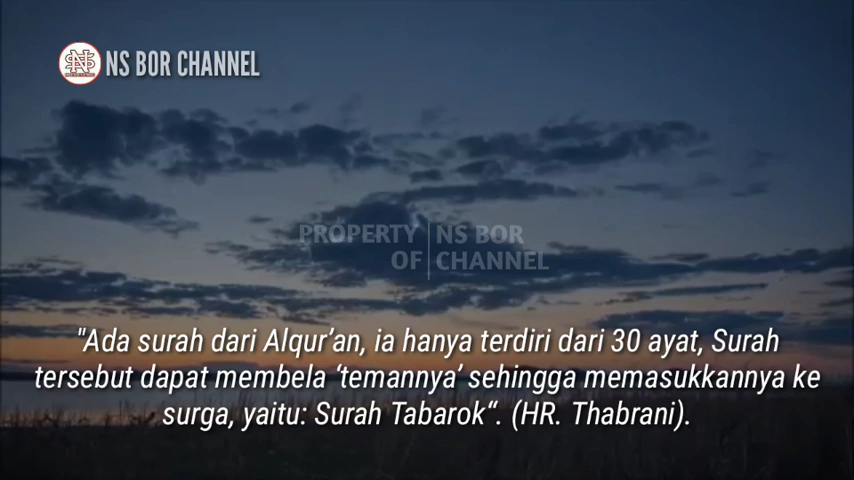 NS BOR CHANNEL
PROPERTY OF
NS BOR CHANNEL
"Ada surah dari Alqur’an, ia hanya terdiri dari 30 ayat, Surah
tersebut dapat membela ‘temannya’ sehingga memasukkannya ke
surga, yaitu: Surah Tabarok“. (HR. Thabrani).